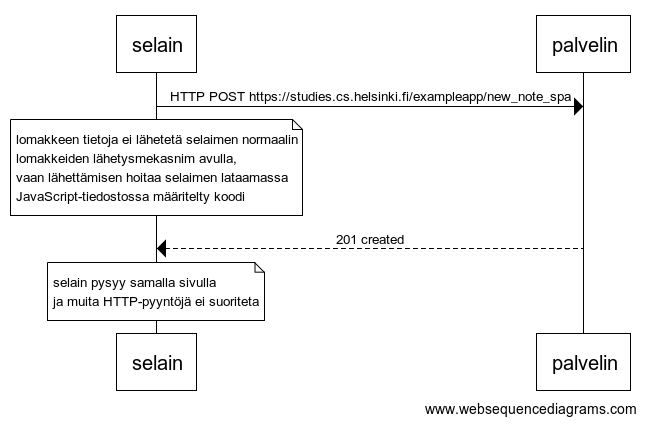 selain
palvelin
HTTP POST https://studies.cs.helsinki.fi/exampleapp/new_note_spa
lomakkeen tietoja ei lähetetä selaimen normaalin
lomakkeiden lähetysmekasnim avulla,
vaan lähettämisen hoitaa selaimen lataamassa
JavaScript-tiedostossa määritelty koodi
201 created
selain pysyy samalla sivulla
ja muita HTTP-pyyntöjä ei suoriteta
selain
palvelin
www.websequencediagrams.com